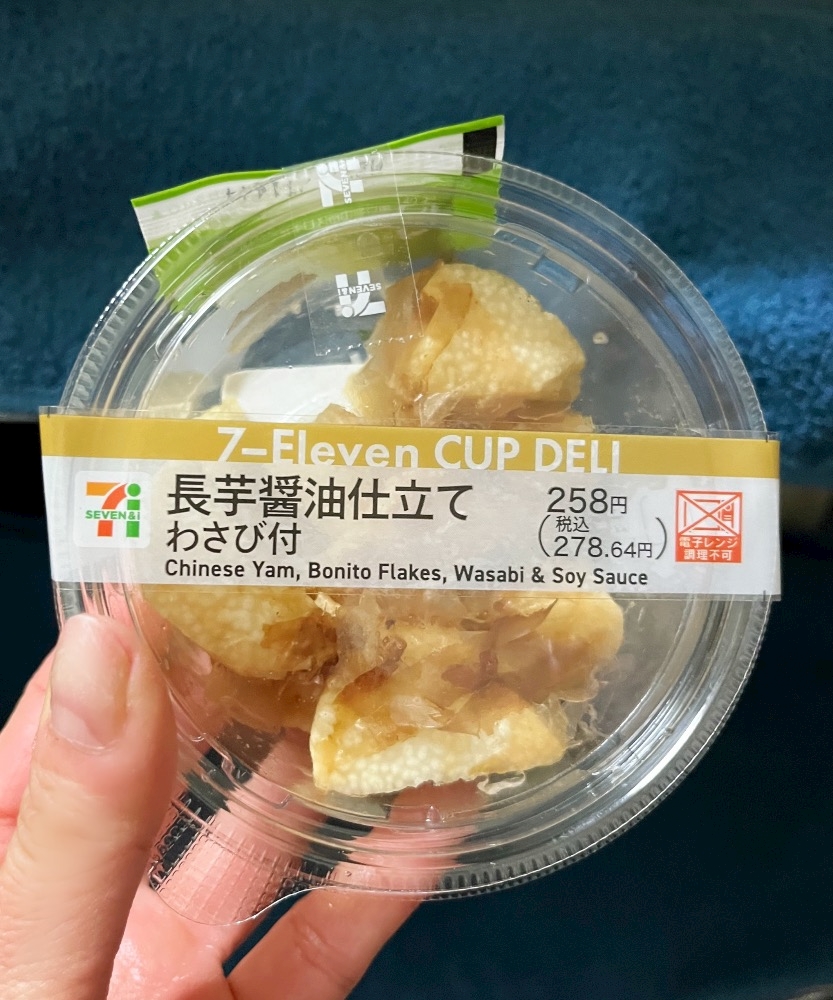 SEVEN&i
SEVEN&i
7-Eleven CUP DELI
SEVEN&i
長芋醤油仕立て
わさび付
258円
(税込
278.64円)
電子レンジ
調理不可
Chinese Yam, Bonito Flakes, Wasabi & Soy Sauce